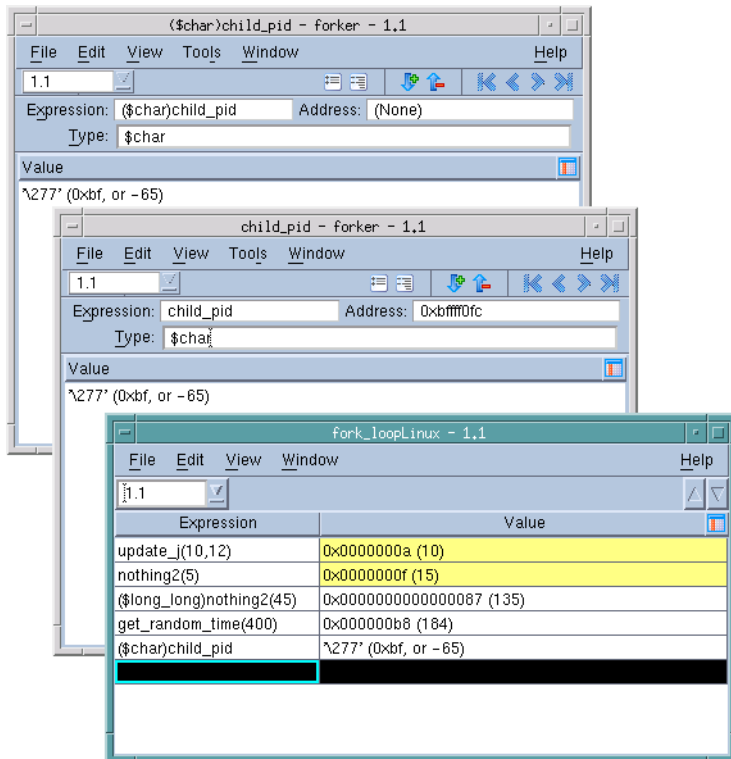 ($char)child_pid - forker - 1.1
File Edit View Tools Window Help
1.1
Expression: ($char)child_pid Address: (None)
Type: $char
Value
'\277' (0xbf, or -65)
child_pid - forker - 1.1
File Edit View Tools Window Help
1.1
Expression: child_pid Address: 0xbffff0fc
Type: $char
Value
'\277' (0xbf, or -65)
fork_loopLinux - 1.1
File Edit View Window Help
1.1
Expression Value
update_j(10,12) 0x0000000a (10)
nothing2(5) 0x0000000f (15)
($long_long)nothing2(45) 0x0000000000000087 (135)
get_random_time(400) 0x000000b8 (184)
($char)child_pid '\277' (0xbf, or -65)